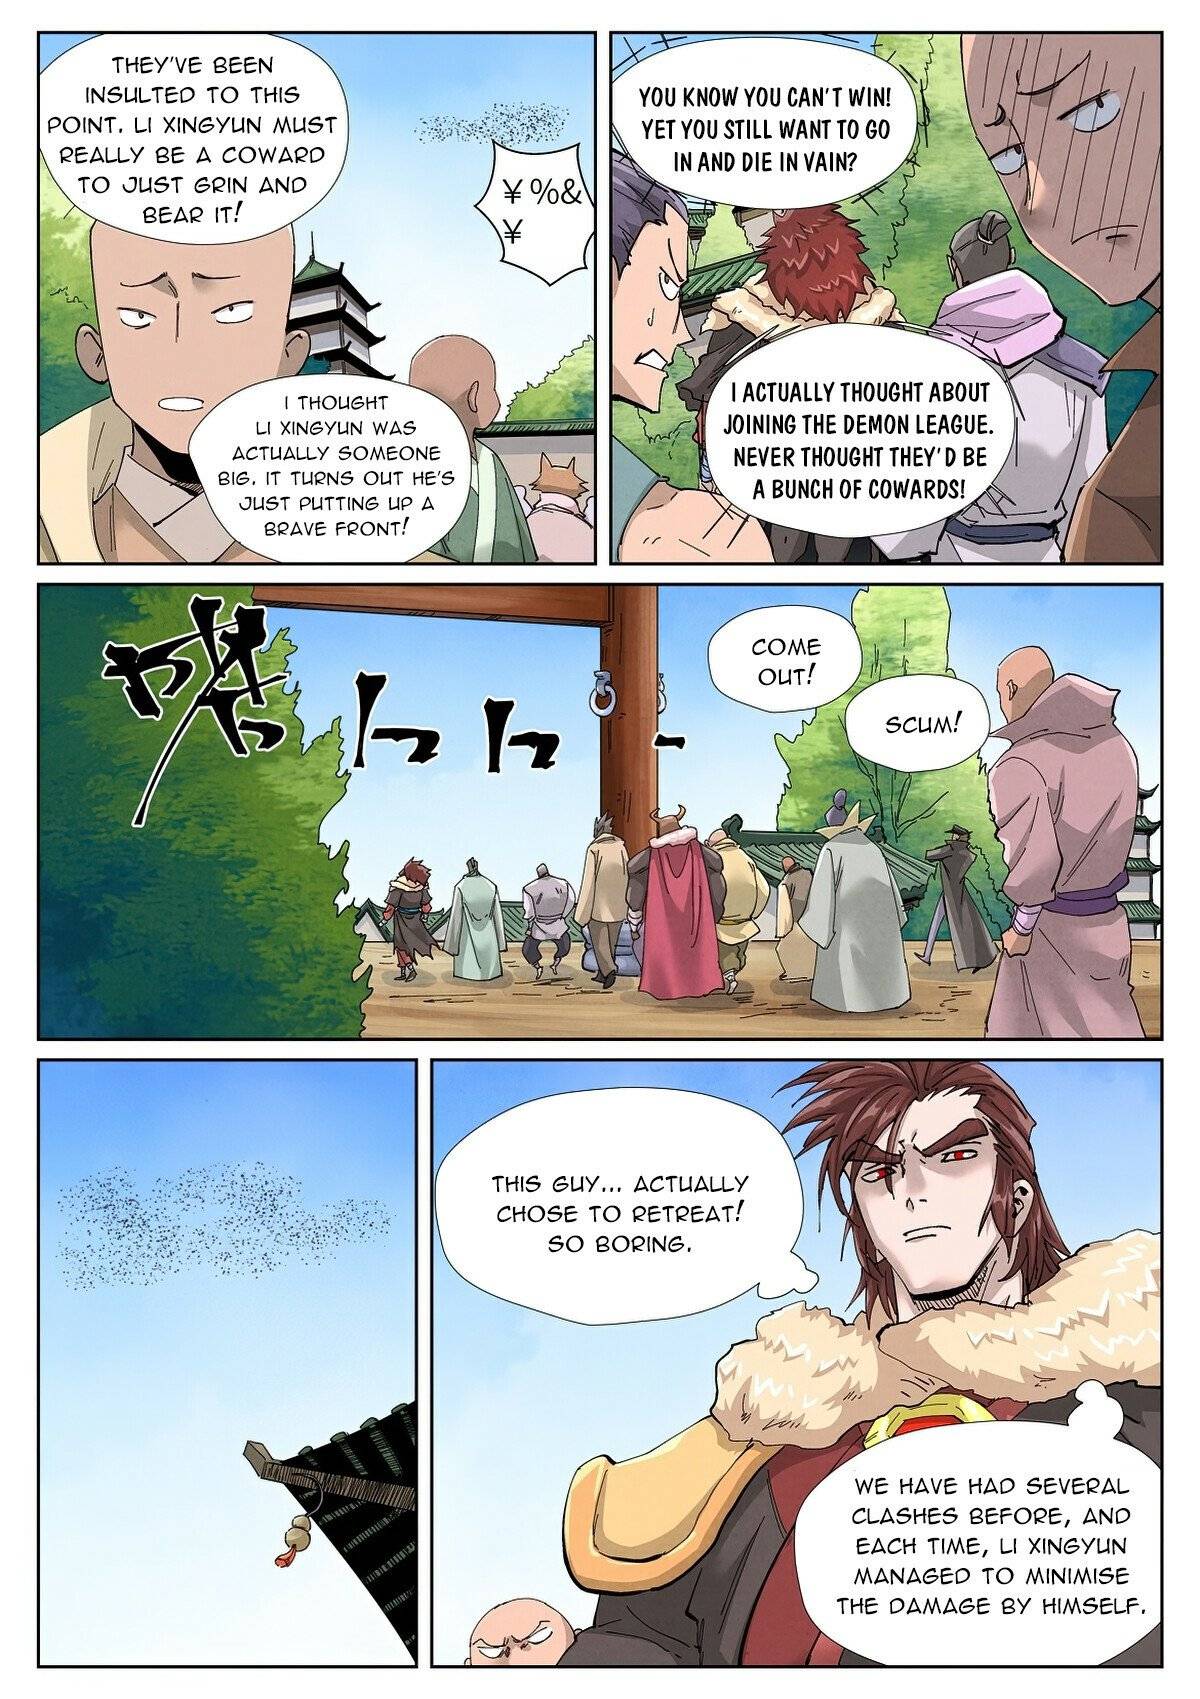 THEY'VE BEEN
INSULTED TO THIS
POINT. LI XINGYUN MUST
REALLY BE A COWARD
TO JUST GRIN AND
BEAR IT!
¥%&
¥
I THOUGHT
LI XINGYUN WAS
ACTUALLY SOMEONE
BIG. IT TURNS OUT HE'S
JUST PUTTING UP A
BRAVE FRONT!
YOU KNOW YOU CAN'T WIN!
YET YOU STILL WANT TO GO
IN AND DIE IN VAIN?
I ACTUALLY THOUGHT ABOUT
JOINING THE DEMON LEAGUE.
NEVER THOUGHT THEY'D BE
A BUNCH OF COWARDS!
COME
OUT!
SCUM!
THIS GUY... ACTUALLY
CHOSE TO RETREAT!
SO BORING.
WE HAVE HAD SEVERAL
CLASHES BEFORE, AND
EACH TIME, LI XINGYUN
MANAGED TO MINIMISE
THE DAMAGE BY HIMSELF.